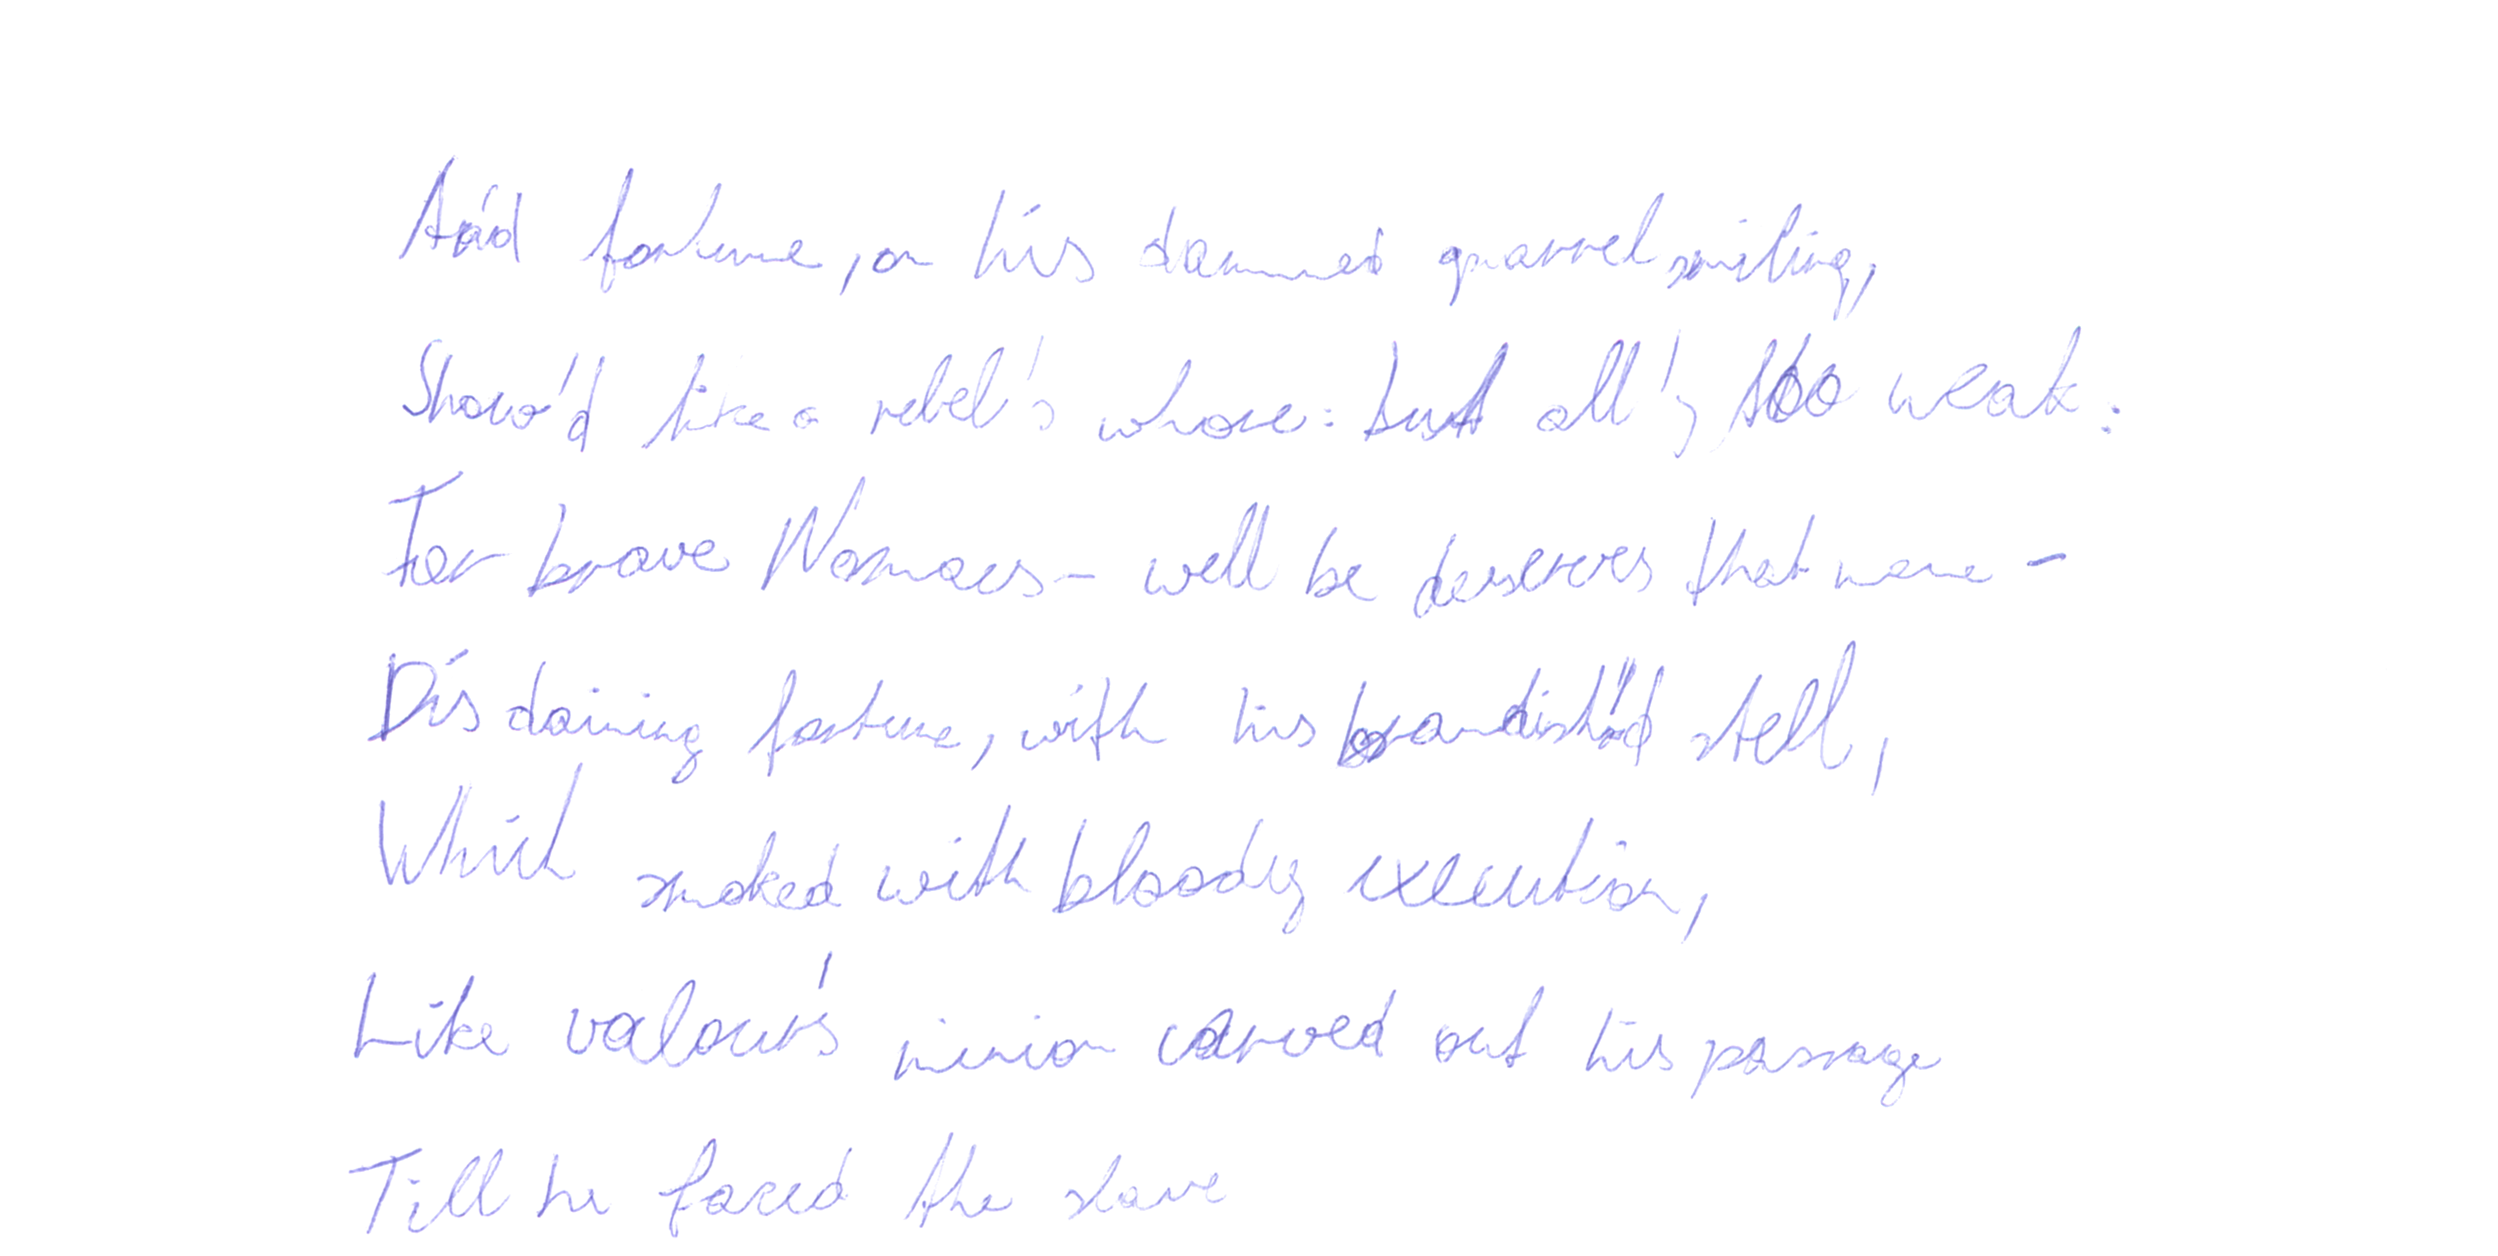 And fortune, on his damned quarrel smiling,
Show'd like a rebel's whore: but all's too weak:
For brave Nomaees - well he deserves that name -
Disdaining fortune, with his brandish'd steel,
Which smoked with bloody execution,
Like valour's minion carved out his passage
Till he faced the slave